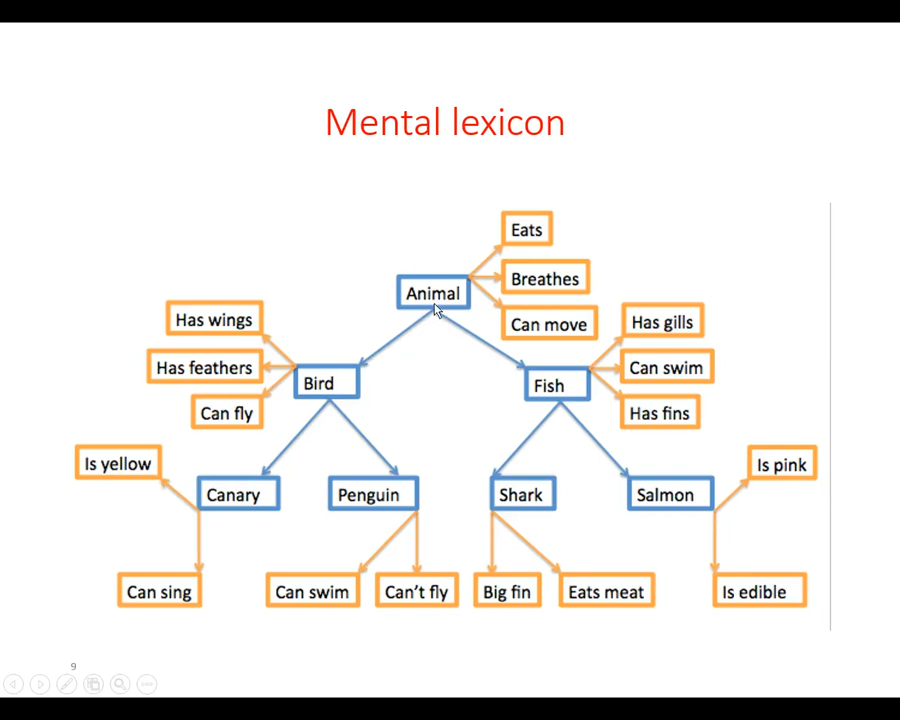 Mental lexicon
Eats
Animal
Breathes
Can move
Has wings
Has gills
Has feathers
Can swim
Bird
Fish
Can fly
Has fins
Is yellow
Is pink
Canary
Penguin
Shark
Salmon
Can sing
Can swim
Can't fly
Big fin
Eats meat
Is edible
9